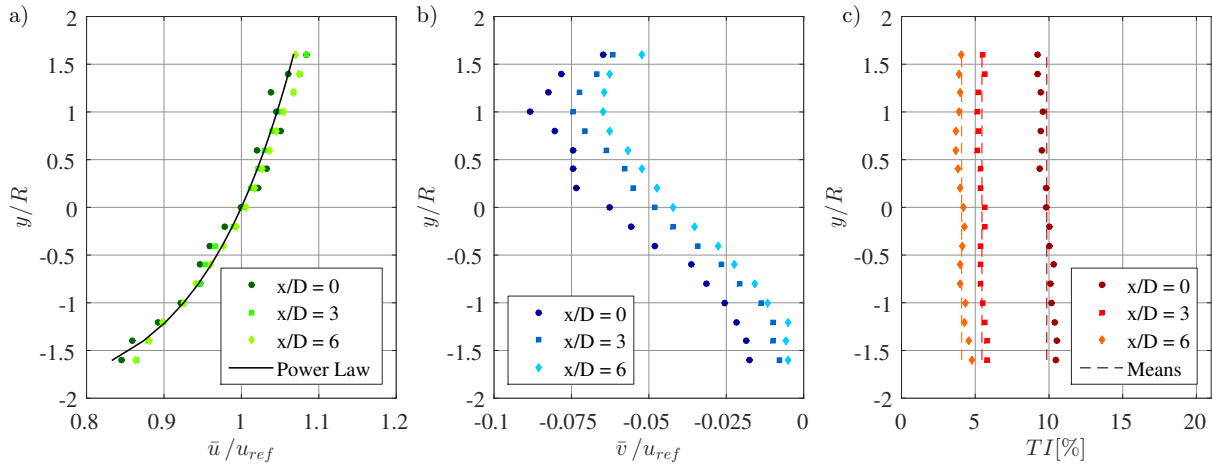 a)
2
1.5
1
0.5
0
-0.5
-1
-1.5
-2
y/R
0.8
0.9
1
1.1
1.2
ū/u_ref
x/D = 0
x/D = 3
x/D = 6
Power Law
b)
2
1.5
1
0.5
0
-0.5
-1
-1.5
-2
y/R
-0.1
-0.075
-0.05
-0.025
0
v̄/u_ref
x/D = 0
x/D = 3
x/D = 6
c)
2
1.5
1
0.5
0
-0.5
-1
-1.5
-2
y/R
0
5
10
15
20
TI[%]
x/D = 0
x/D = 3
x/D = 6
Means